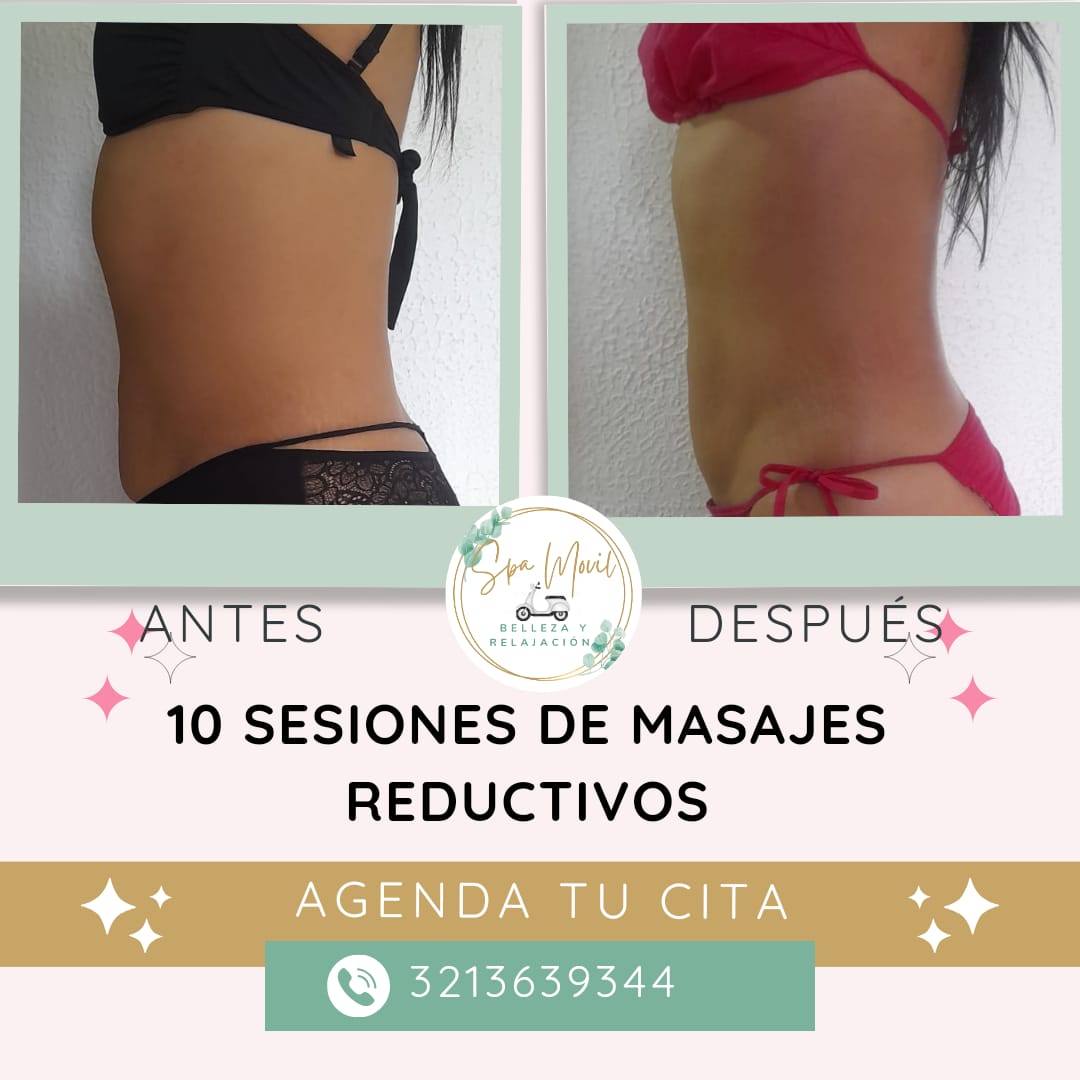 Spa Movil
BELLEZA Y
RELAJACIÓN
ANTES
DESPUÉS
10 SESIONES DE MASAJES
REDUCTIVOS
AGENDA TU CITA
3213639344